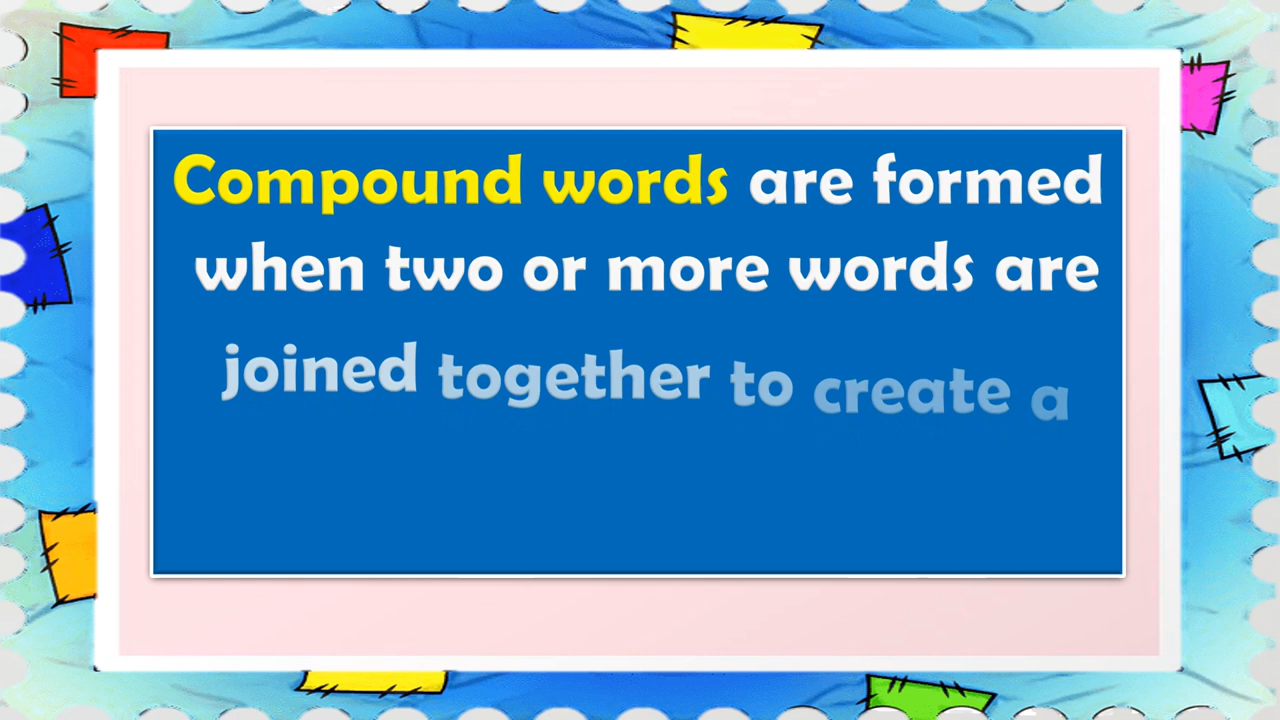 Compound words are formed
when two or more words are
joined together to create a